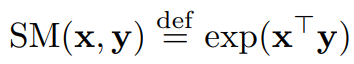 SM(x, y) ≝ exp(x⊤y)